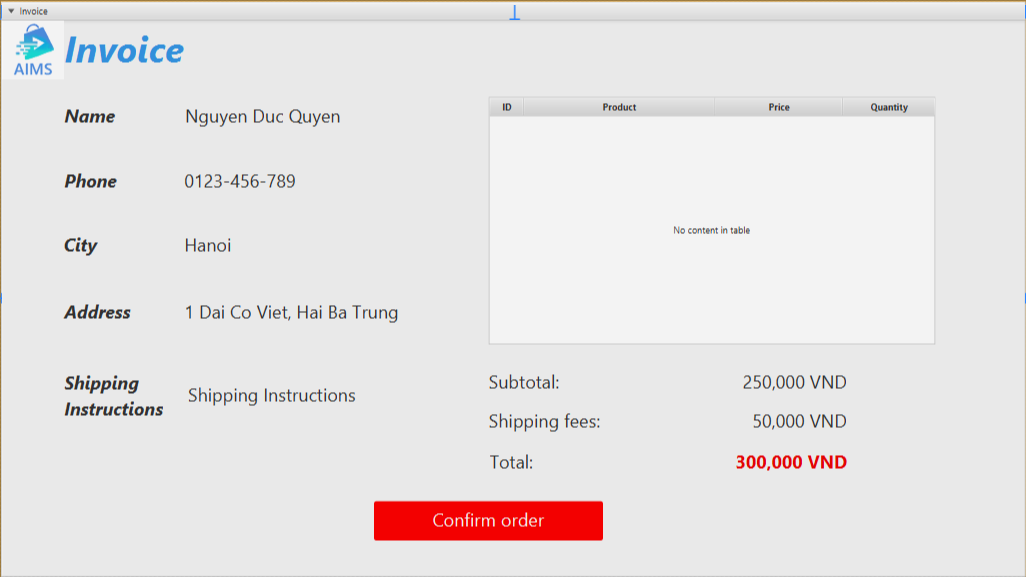 Invoice
AIMS
Invoice
Name Nguyen Duc Quyen
Phone 0123-456-789
City Hanoi
Address 1 Dai Co Viet, Hai Ba Trung
Shipping
Instructions
Shipping Instructions
ID Product Price Quantity
No content in table
Subtotal: 250,000 VND
Shipping fees: 50,000 VND
Total: 300,000 VND
Confirm order